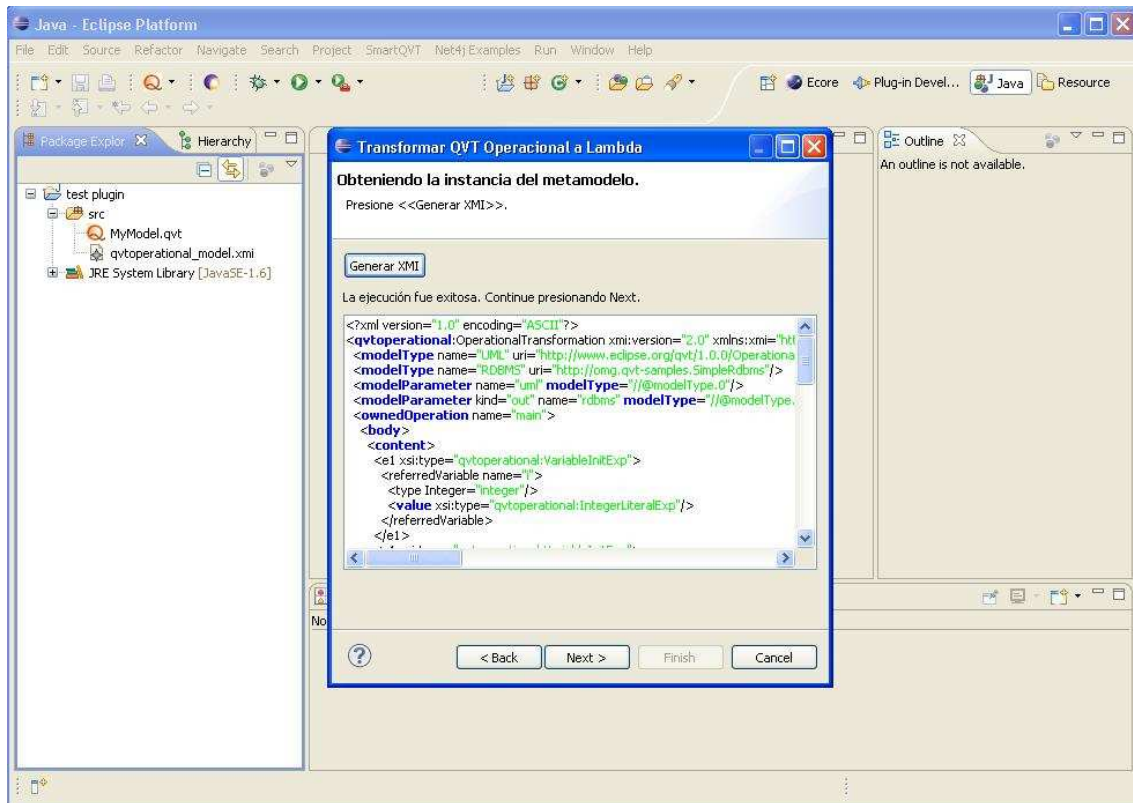 Java - Eclipse Platform
File Edit Source Refactor Navigate Search Project SmartQVT Net4j Examples Run Window Help
Ecore Plug-in Devel... Java Resource
Package Explor Hierarchy
test plugin
src
MyModel.qvt
qvtoperational_model.xmi
JRE System Library [JavaSE-1.6]
Transformar QVT Operacional a Lambda
Obteniendo la instancia del metamodelo.
Presione <<Generar XMI>>.
Generar XMI
La ejecución fue exitosa. Continue presionando Next.
<?xml version="1.0" encoding="ASCII"?>
<qvtoperational:OperationalTransformation xmi:version="2.0" xmlns:xmi="htt
<modelType name="UML" uri="http://www.eclipse.org/qvt/1.0.0/Operationa
<modelType name="RDBMS" uri="http://omg.qvt-samples.SimpleRdbms"/>
<modelParameter name="uml" modelType="//@modelType.0"/>
<modelParameter kind="out" name="rdbms" modelType="//@modelType.
<ownedOperation name="main">
<body>
<content>
<e1 xsi:type="qvtoperational:VariableInitExp">
<referredVariable name="i">
<type Integer="integer"/>
<value xsi:type="qvtoperational:IntegerLiteralExp"/>
</referredVariable>
</e1>
No
< Back Next > Finish Cancel
Outline
An outline is not available.